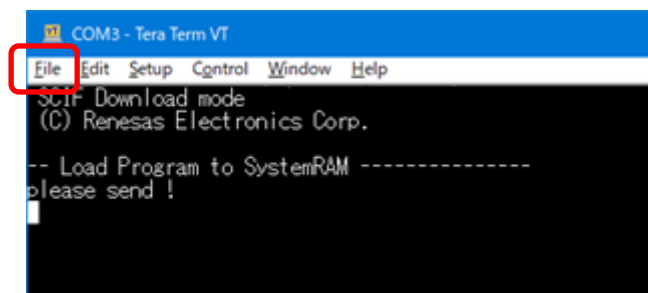 COM3 - Tera Term VT
File Edit Setup Control Window Help
SCIF Download mode
(C) Renesas Electronics Corp.
-- Load Program to SystemRAM ---------------
please send !